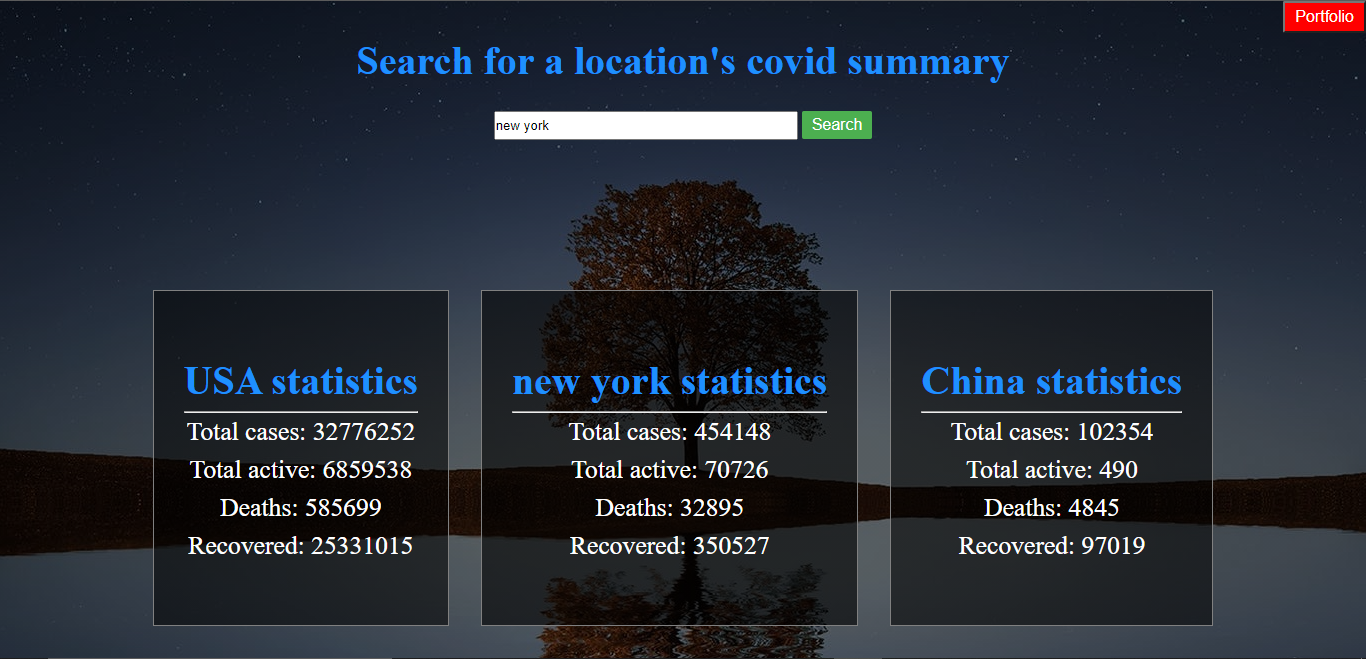 Portfolio
Search for a location's covid summary
new york
Search
USA statistics
Total cases: 32776252
Total active: 6859538
Deaths: 585699
Recovered: 25331015
new york statistics
Total cases: 454148
Total active: 70726
Deaths: 32895
Recovered: 350527
China statistics
Total cases: 102354
Total active: 490
Deaths: 4845
Recovered: 97019